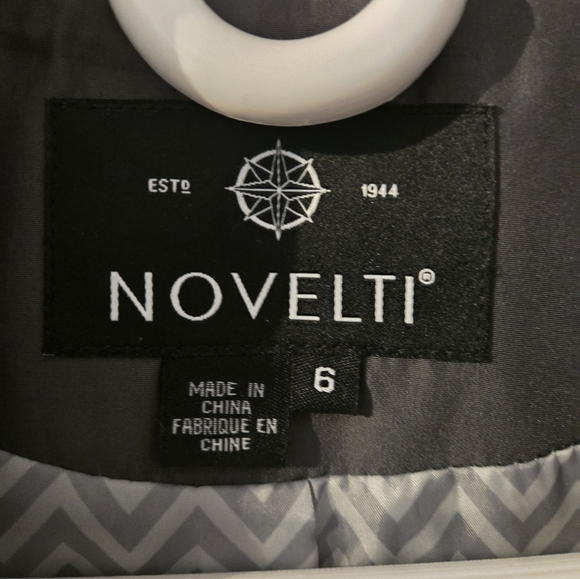 ESTD 1944
NOVELTI®
6
MADE IN
CHINA
FABRIQUE EN
CHINE